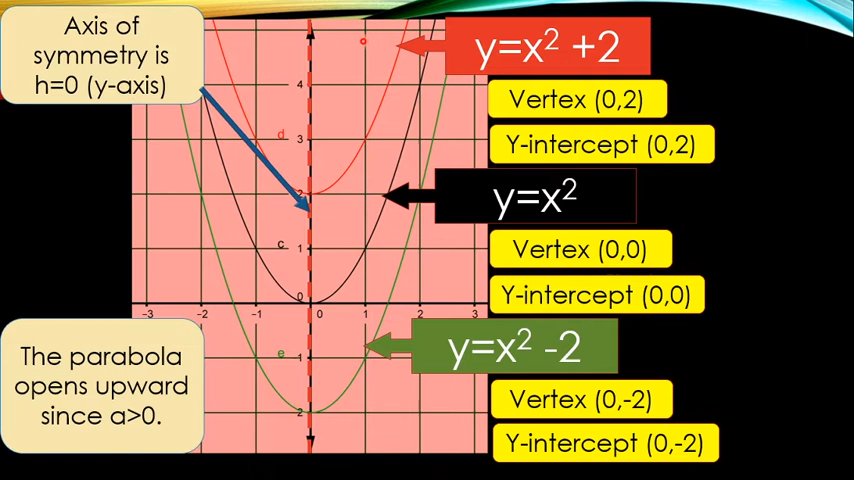 Axis of
symmetry is
h=0 (y-axis)
y=x² +2
Vertex (0,2)
Y-intercept (0,2)
y=x²
Vertex (0,0)
Y-intercept (0,0)
The parabola
opens upward
since a>0.
y=x² -2
Vertex (0,-2)
Y-intercept (0,-2)
4
d
3
2
c
1
0
-3 -2 -1 0 1 2 3
e
1
2